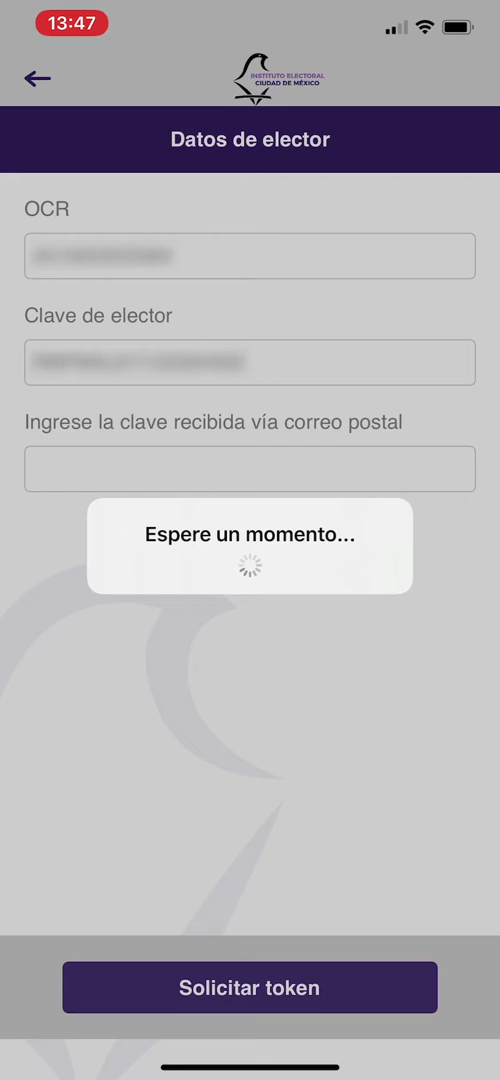 13:47
INSTITUTO ELECTORAL
CIUDAD DE MÉXICO
Datos de elector
OCR
Clave de elector
Ingrese la clave recibida vía correo postal
Espere un momento...
Solicitar token